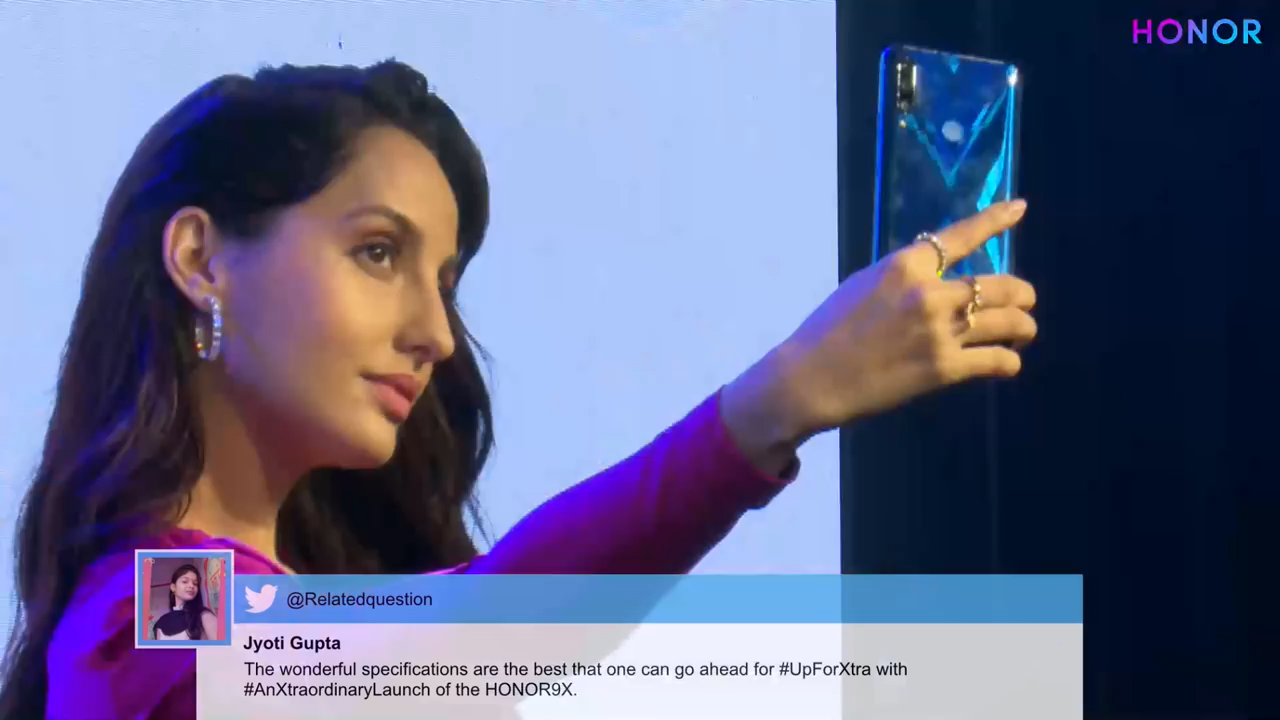 HONOR
@Relatedquestion
Jyoti Gupta
The wonderful specifications are the best that one can go ahead for #UpForXtra with
#AnXtraordinaryLaunch of the HONOR9X.